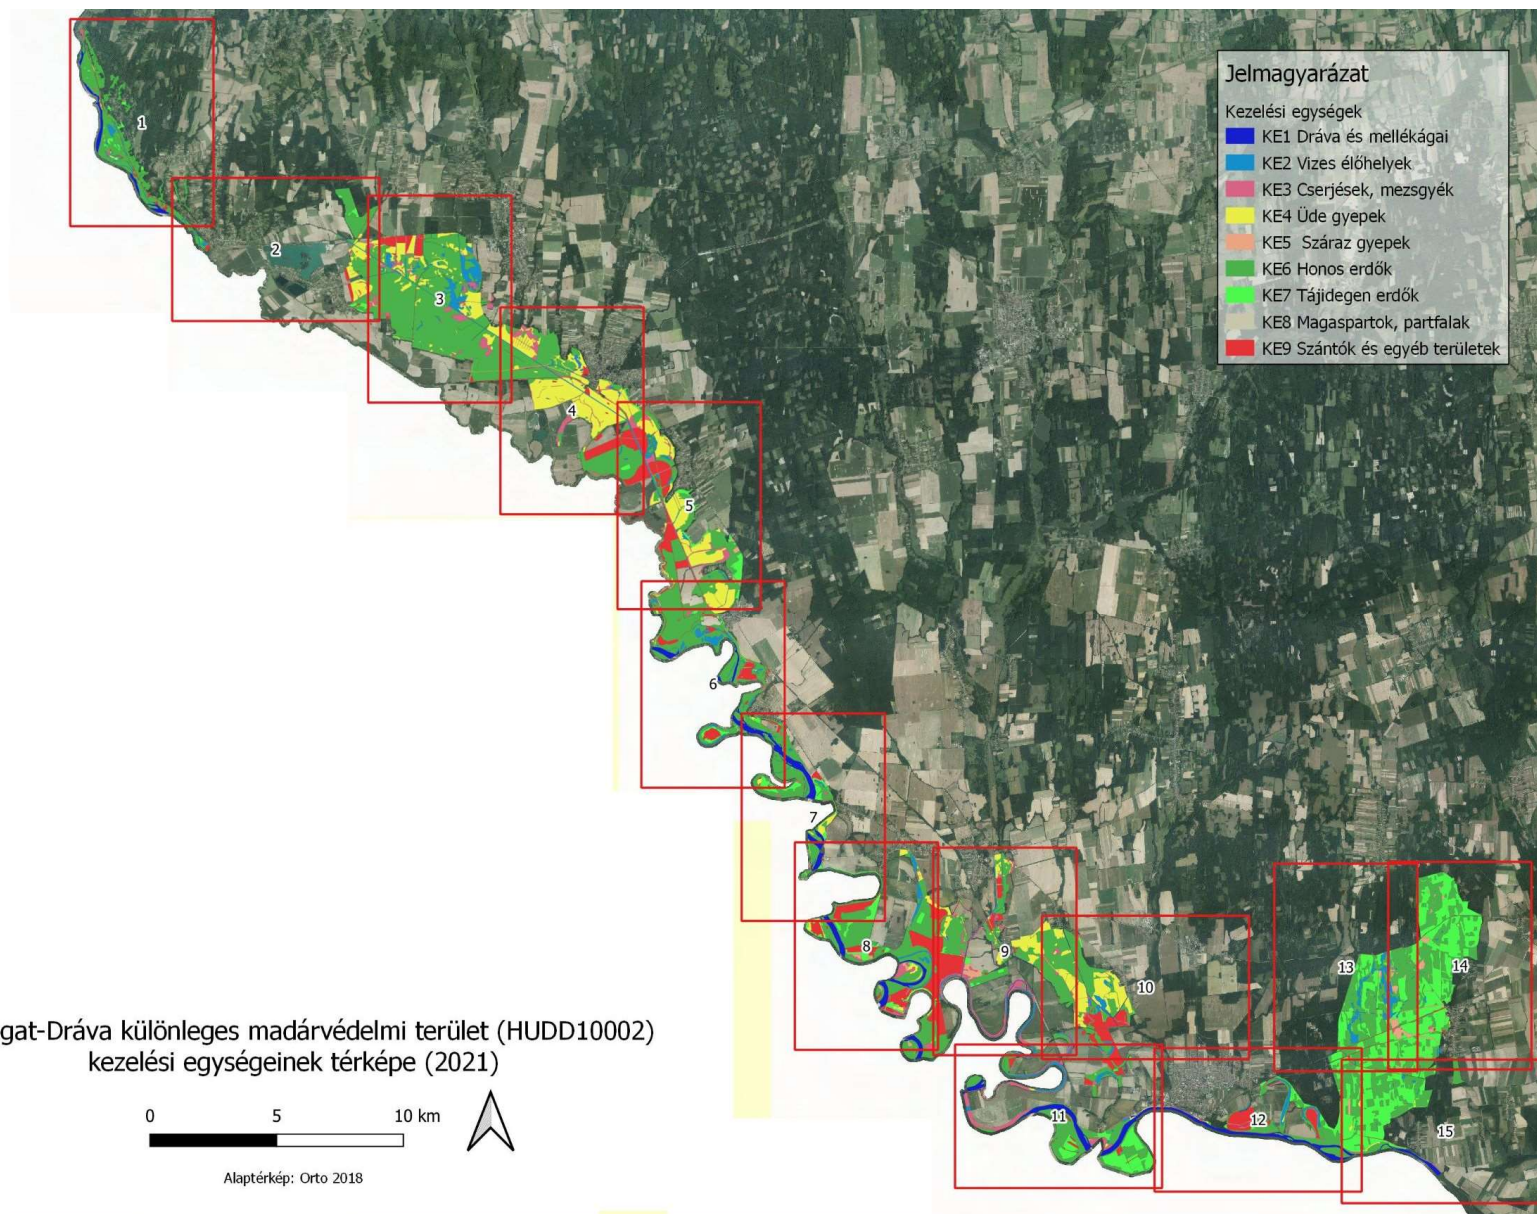 Jelmagyarázat
Kezelési egységek
KE1 Dráva és mellékágai
KE2 Vizes élőhelyek
KE3 Cserjések, mezsgyék
KE4 Üde gyepek
KE5 Száraz gyepek
KE6 Honos erdők
KE7 Tájidegen erdők
KE8 Magaspartok, partfalak
KE9 Szántók és egyéb területek
1
2
3
4
5
6
7
8
9
10
11
12
13
14
15
gat-Dráva különleges madárvédelmi terület (HUDD10002)
kezelési egységeinek térképe (2021)
0 5 10 km
Alaptérkép: Orto 2018